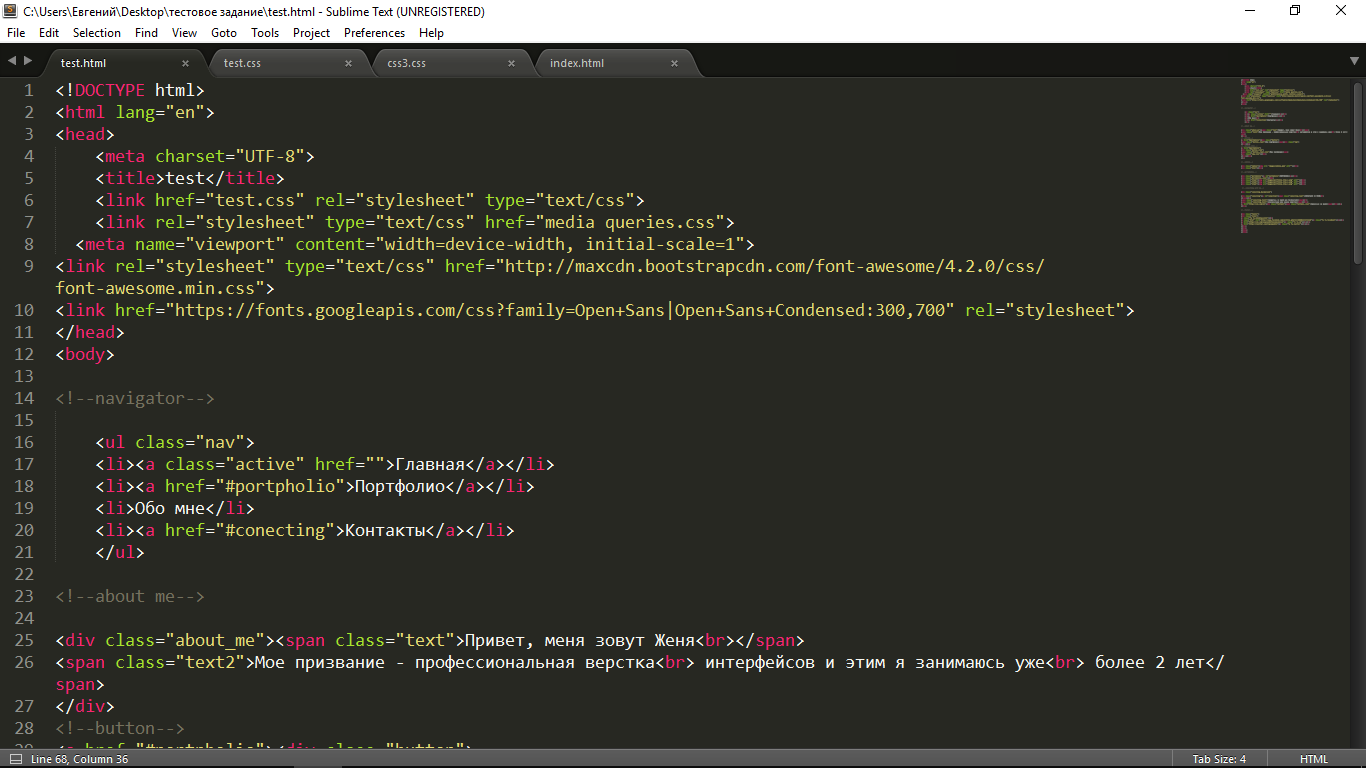 C:\Users\Евгений\Desktop\тестовое задание\test.html - Sublime Text (UNREGISTERED)
File Edit Selection Find View Goto Tools Project Preferences Help
test.html × test.css × css3.css × index.html ×
1 <!DOCTYPE html>
2 <html lang="en">
3 <head>
4 <meta charset="UTF-8">
5 <title>test</title>
6 <link href="test.css" rel="stylesheet" type="text/css">
7 <link rel="stylesheet" type="text/css" href="media queries.css">
8 <meta name="viewport" content="width=device-width, initial-scale=1">
9 <link rel="stylesheet" type="text/css" href="http://maxcdn.bootstrapcdn.com/font-awesome/4.2.0/css/
font-awesome.min.css">
10 <link href="https://fonts.googleapis.com/css?family=Open+Sans|Open+Sans+Condensed:300,700" rel="stylesheet">
11 </head>
12 <body>
13
14 <!--navigator-->
15
16 <ul class="nav">
17 <li><a class="active" href="">Главная</a></li>
18 <li><a href="#portpholio">Портфолио</a></li>
19 <li>Обо мне</li>
20 <li><a href="#conecting">Контакты</a></li>
21 </ul>
22
23 <!--about me-->
24
25 <div class="about_me"><span class="text">Привет, меня зовут Женя<br></span>
26 <span class="text2">Мое призвание - профессиональная верстка<br> интерфейсов и этим я занимаюсь уже<br> более 2 лет</
span>
27 </div>
28 <!--button-->
29 <a href="#portpholio"><div class="button">
Line 68, Column 36 Tab Size: 4 HTML